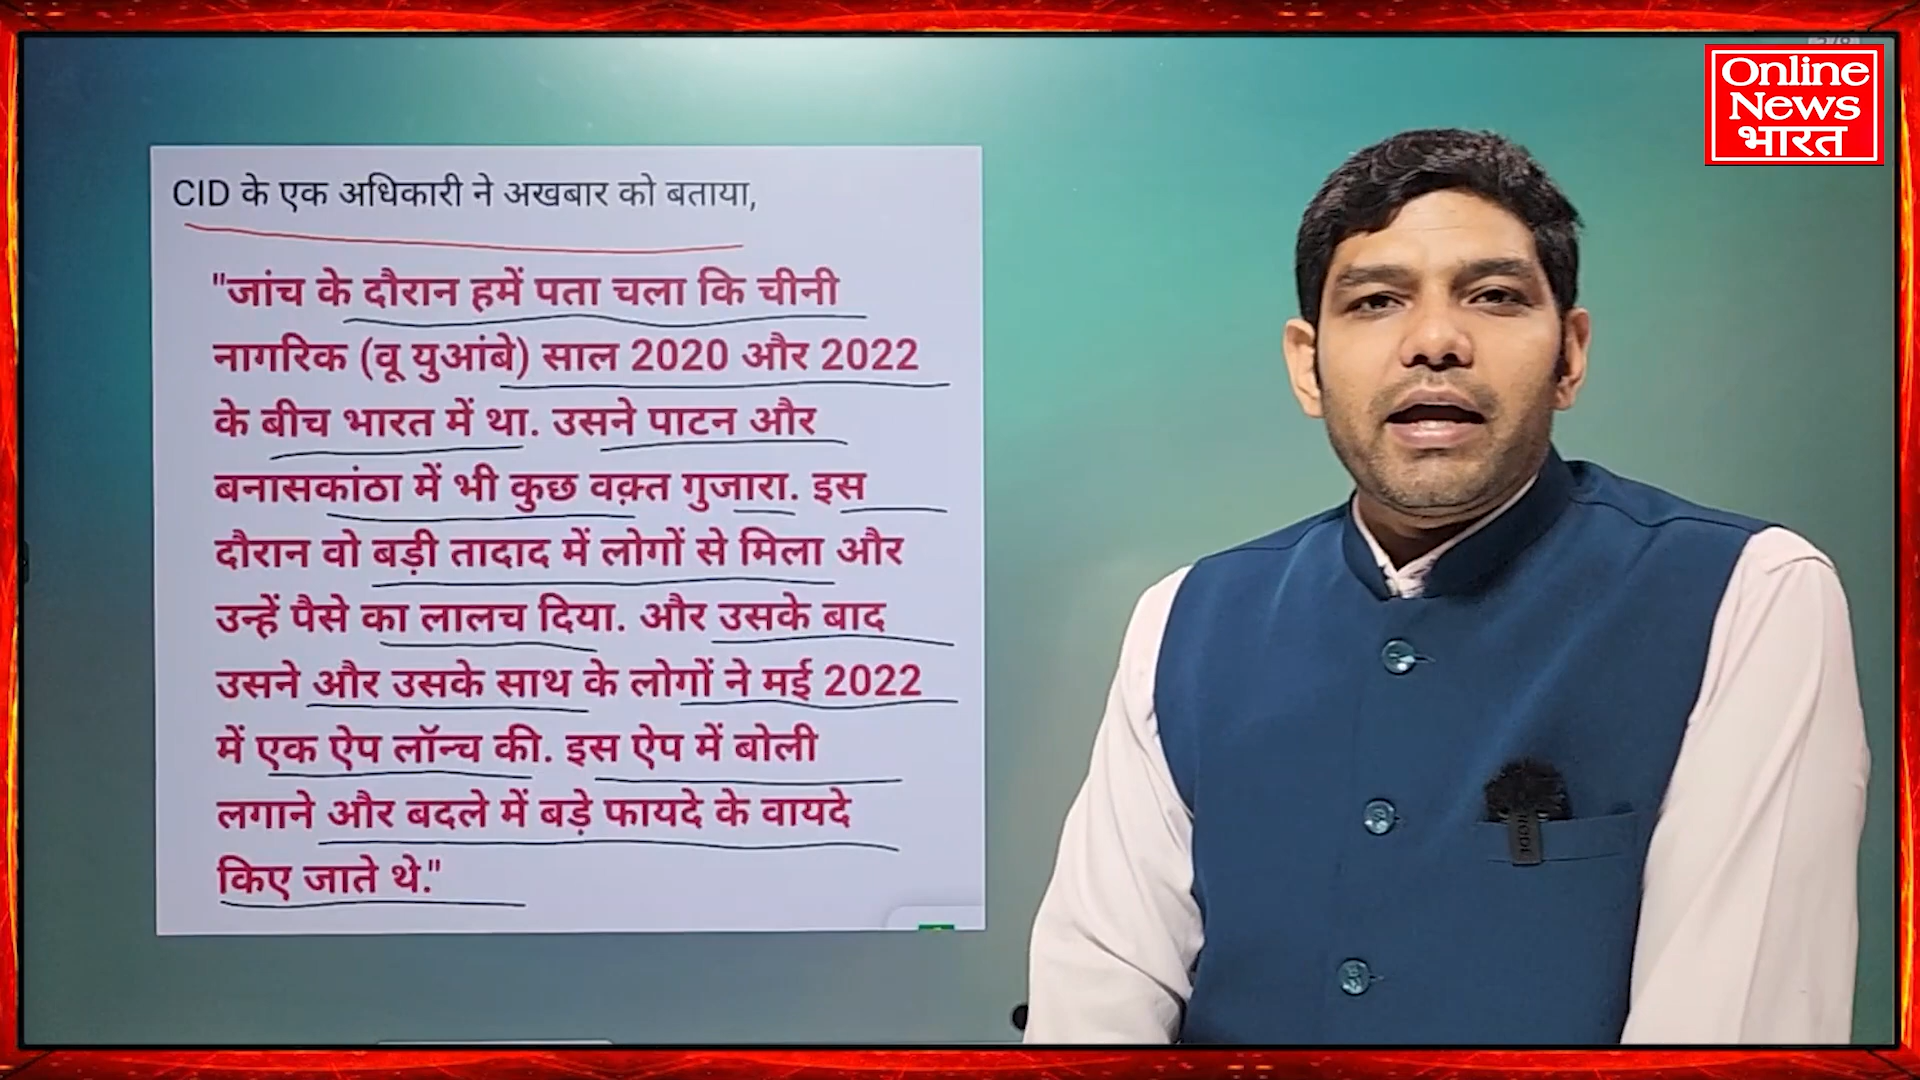 Online
News
भारत
CID के एक अधिकारी ने अखबार को बताया,
"जांच के दौरान हमें पता चला कि चीनी
नागरिक (वू युआंबे) साल 2020 और 2022
के बीच भारत में था. उसने पाटन और
बनासकांठा में भी कुछ वक़्त गुजारा. इस
दौरान वो बड़ी तादाद में लोगों से मिला और
उन्हें पैसे का लालच दिया. और उसके बाद
उसने और उसके साथ के लोगों ने मई 2022
में एक ऐप लॉन्च की. इस ऐप में बोली
लगाने और बदले में बड़े फायदे के वायदे
किए जाते थे."